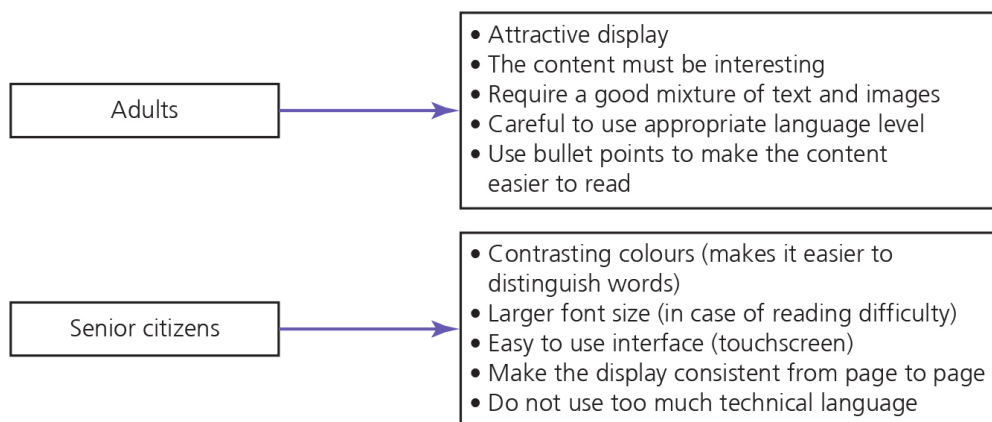 Adults
• Attractive display
• The content must be interesting
• Require a good mixture of text and images
• Careful to use appropriate language level
• Use bullet points to make the content
easier to read
Senior citizens
• Contrasting colours (makes it easier to
distinguish words)
• Larger font size (in case of reading difficulty)
• Easy to use interface (touchscreen)
• Make the display consistent from page to page
• Do not use too much technical language